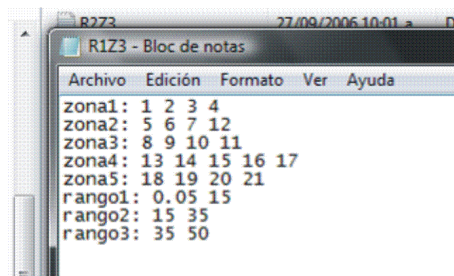 R2Z3 27/09/2006 10:01 a
R1Z3 - Bloc de notas
Archivo Edición Formato Ver Ayuda
zona1: 1 2 3 4
zona2: 5 6 7 12
zona3: 8 9 10 11
zona4: 13 14 15 16 17
zona5: 18 19 20 21
rango1: 0.05 15
rango2: 15 35
rango3: 35 50